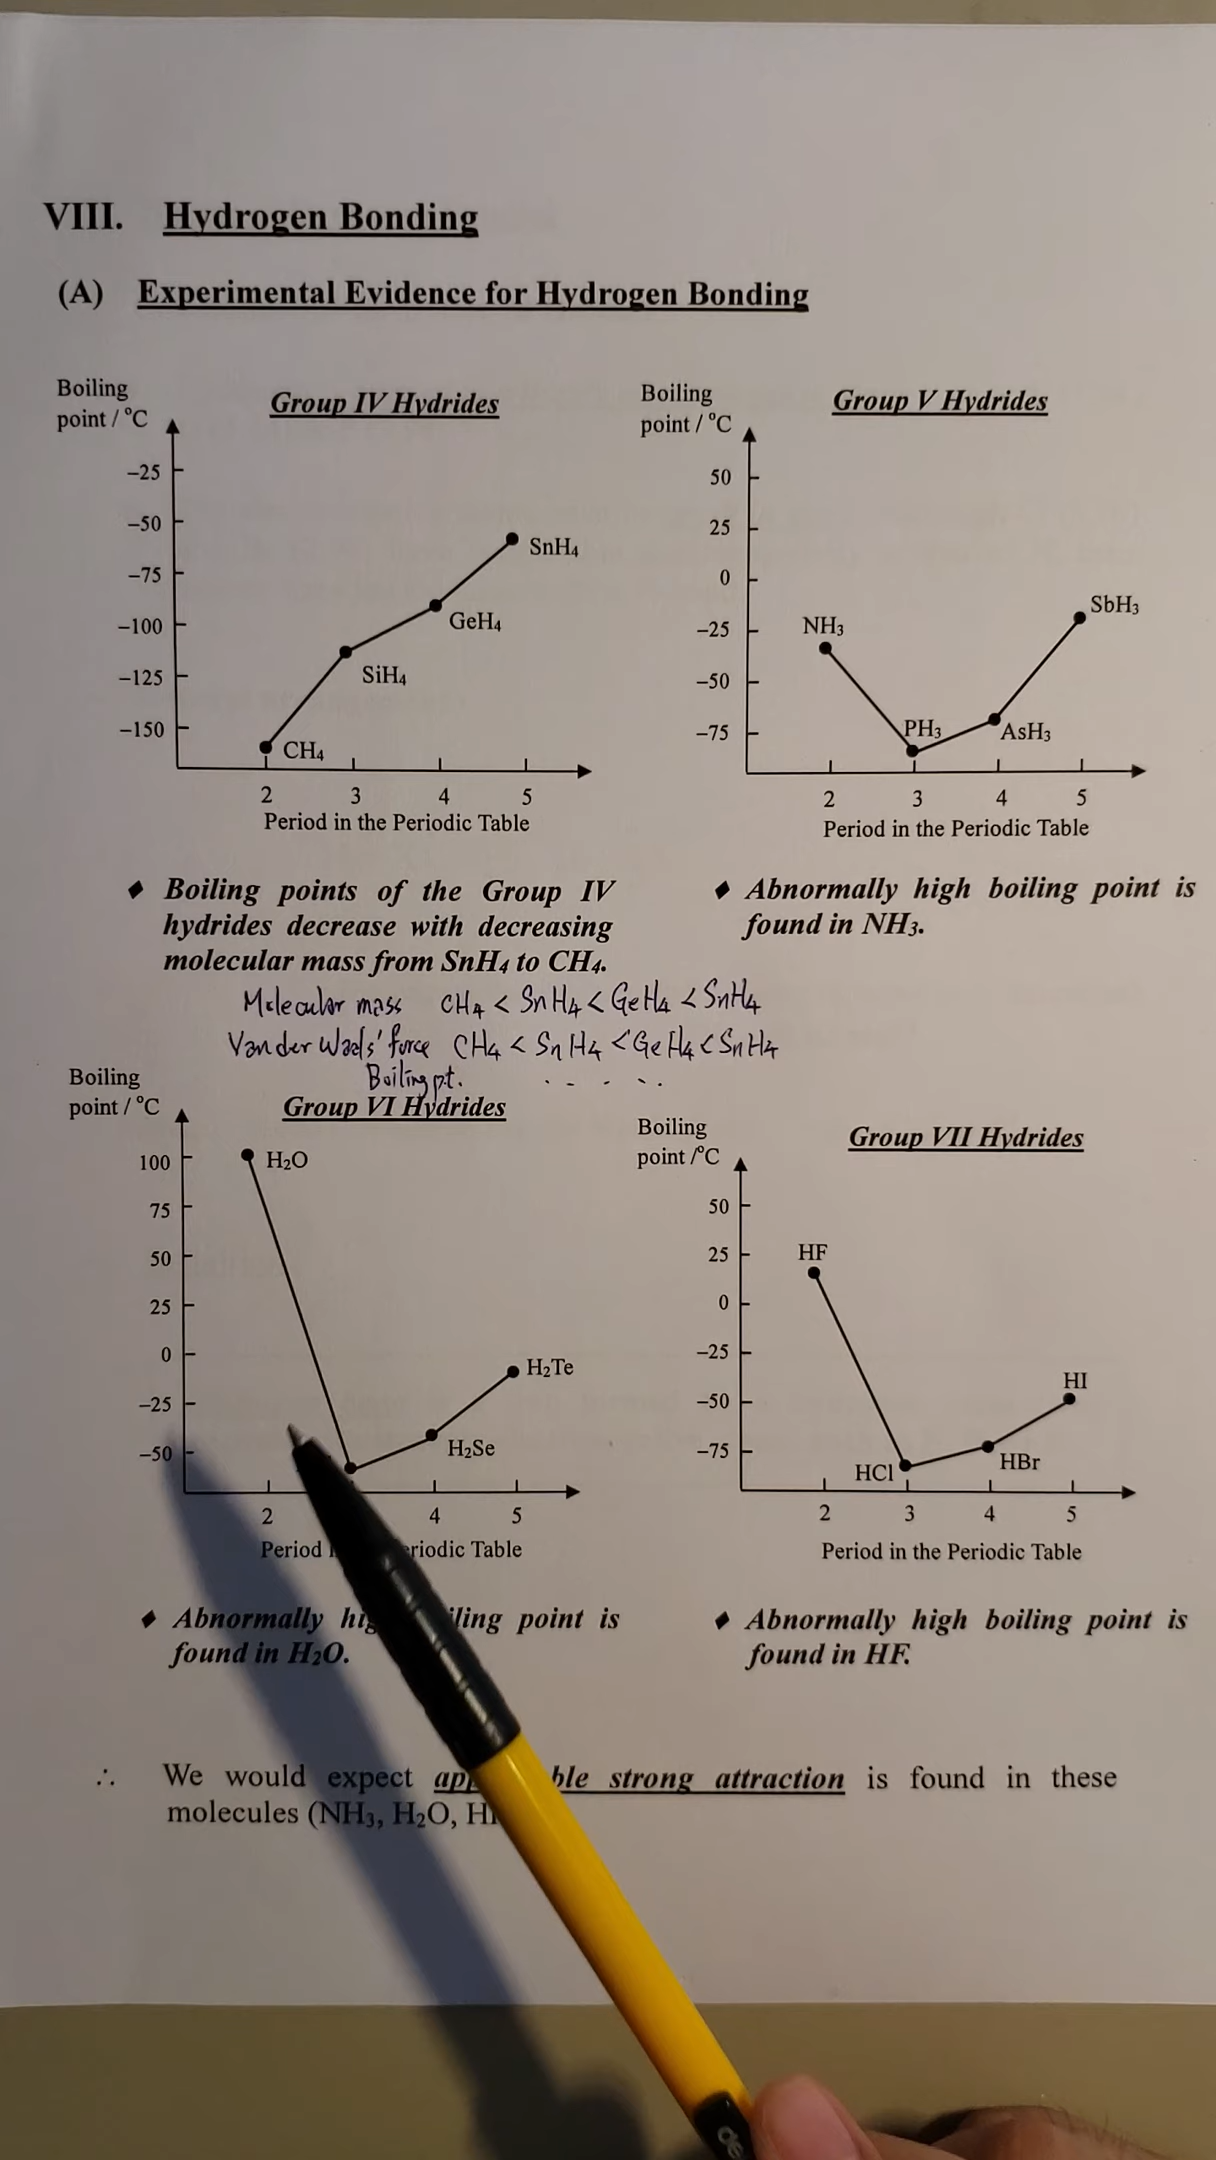 VIII. Hydrogen Bonding
(A) Experimental Evidence for Hydrogen Bonding
Boiling
point / °C
Group IV Hydrides
–25
–50
–75
–100
–125
–150
SnH₄
GeH₄
SiH₄
CH₄
2 3 4 5
Period in the Periodic Table
♦ Boiling points of the Group IV
hydrides decrease with decreasing
molecular mass from SnH₄ to CH₄.
Boiling
point / °C
Group V Hydrides
50
25
0
–25
–50
–75
NH₃
SbH₃
PH₃
AsH₃
2 3 4 5
Period in the Periodic Table
♦ Abnormally high boiling point is
found in NH₃.
Molecular mass CH₄ < SnH₄ < GeH₄ < SnH₄
Van der Waals' force CH₄ < SnH₄ < GeH₄ < SnH₄
Boiling pt. . . . . .
Boiling
point / °C
Group VI Hydrides
100
75
50
25
0
–25
–50
H₂O
H₂Te
H₂Se
2 4 5
Period riodic Table
♦ Abnormally iling point is
found in H₂O.
Boiling
point /°C
Group VII Hydrides
50
25
0
–25
–50
–75
HF
HI
HCl
HBr
2 3 4 5
Period in the Periodic Table
♦ Abnormally high boiling point is
found in HF.
∴ We would expect strong attraction is found in these
molecules (NH₃, H₂O,